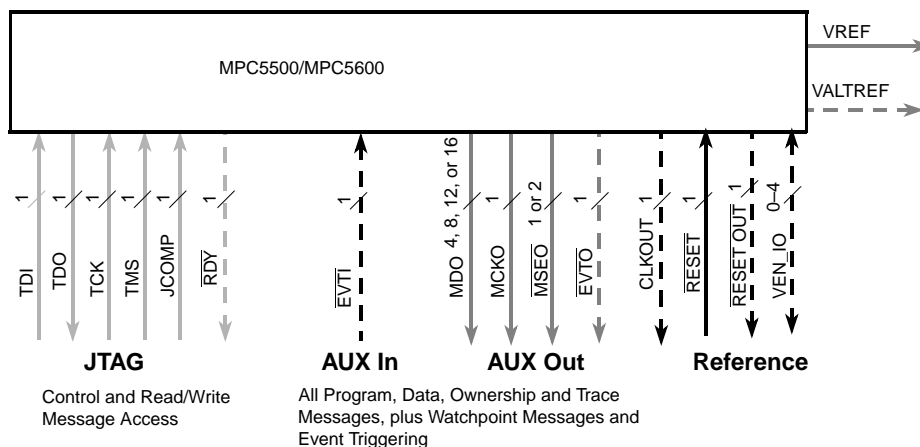 VREF
MPC5500/MPC5600
VALTREF
1
1
1
1
1
1
1
4, 8, 12, or 16
1
1 or 2
1
1
1
1
0–4
TDI
TDO
TCK
TMS
JCOMP
RDY
EVTI
MDO
MCKO
MSEO
EVTO
CLKOUT
RESET
RESET OUT
VEN_IO
JTAG
AUX In
AUX Out
Reference
Control and Read/Write
Message Access
All Program, Data, Ownership and Trace
Messages, plus Watchpoint Messages and
Event Triggering